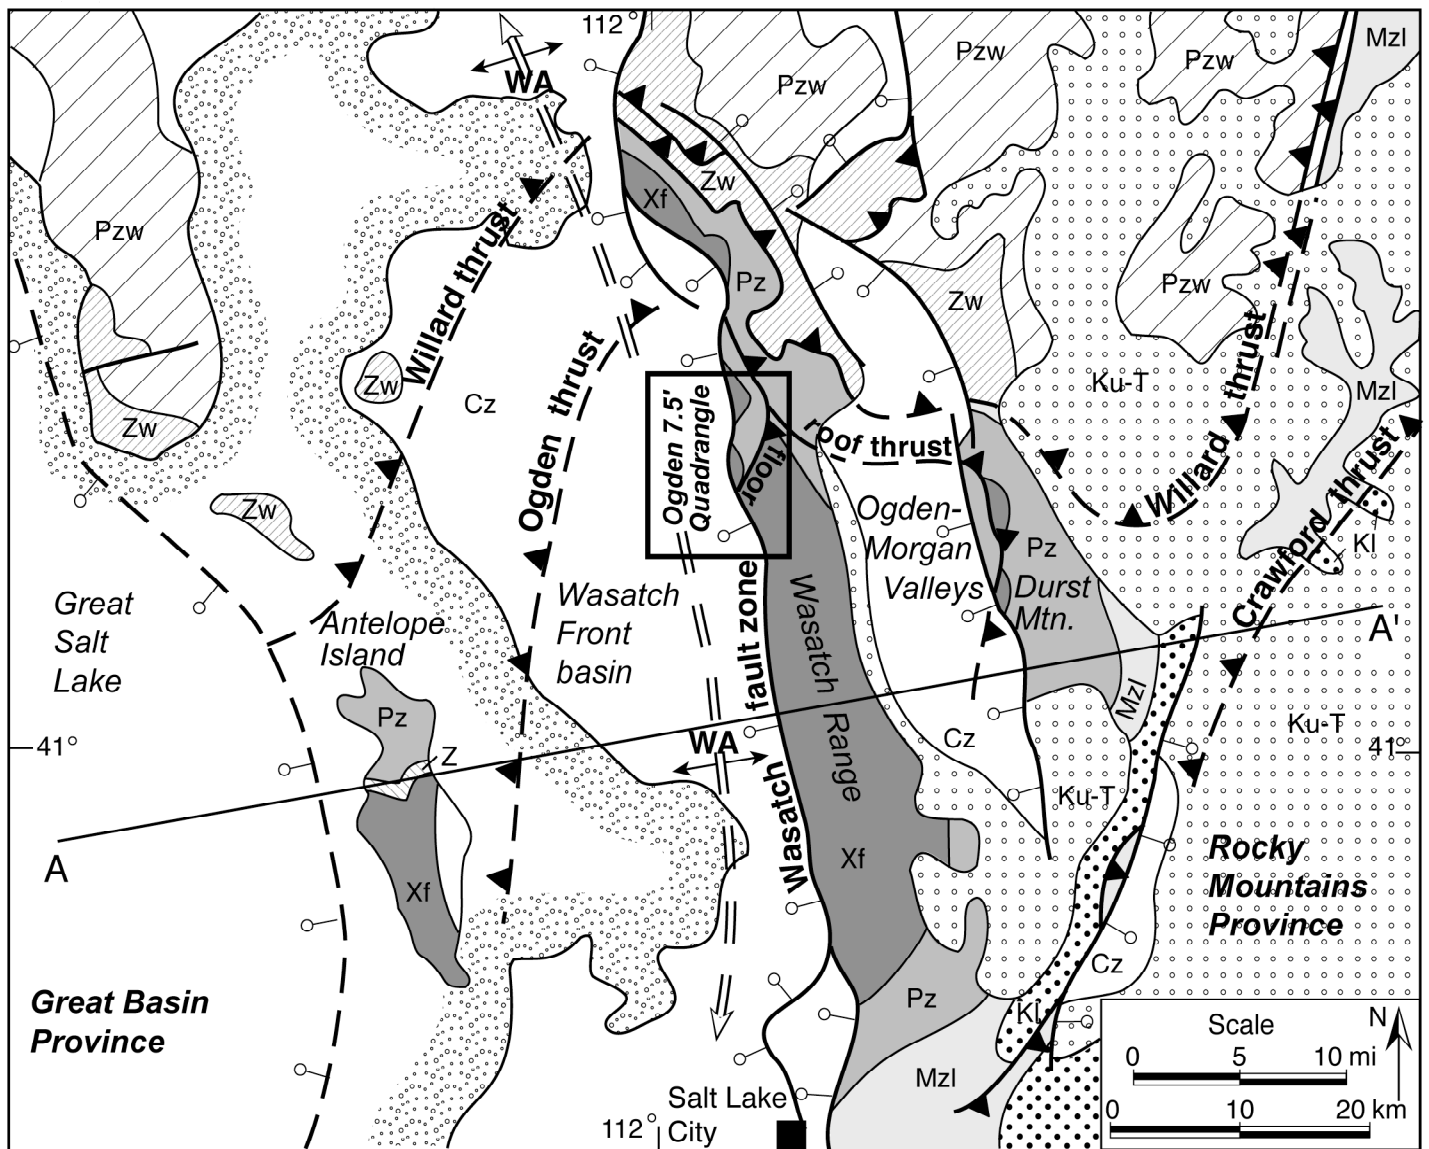 112°
Mzl
Pzw
Pzw
Pzw
WA
Zw
Xf
Pzw
Willard thrust
Pz
Zw
Pzw
Ogden thrust
Willard thrust
Zw
Cz
Ku-T
Mzl
Ogden 7.5'
Quadrangle
Zw
roof thrust
floor
Crawford thrust
Zw
Ogden-
Morgan
Valleys
Kl
Pz
Great
Salt
Lake
Antelope
Island
Wasatch
Front
basin
Wasatch fault zone
Wasatch Range
Durst
Mtn.
A'
Mzl
Pz
Z
WA
Cz
Ku-T
41°
41°
Ku-T
A
Xf
Xf
Rocky
Mountains
Province
Cz
Great Basin
Province
Pz
Kl
Mzl
Scale
N
0 5 10 mi
0 10 20 km
Salt Lake
City
112°